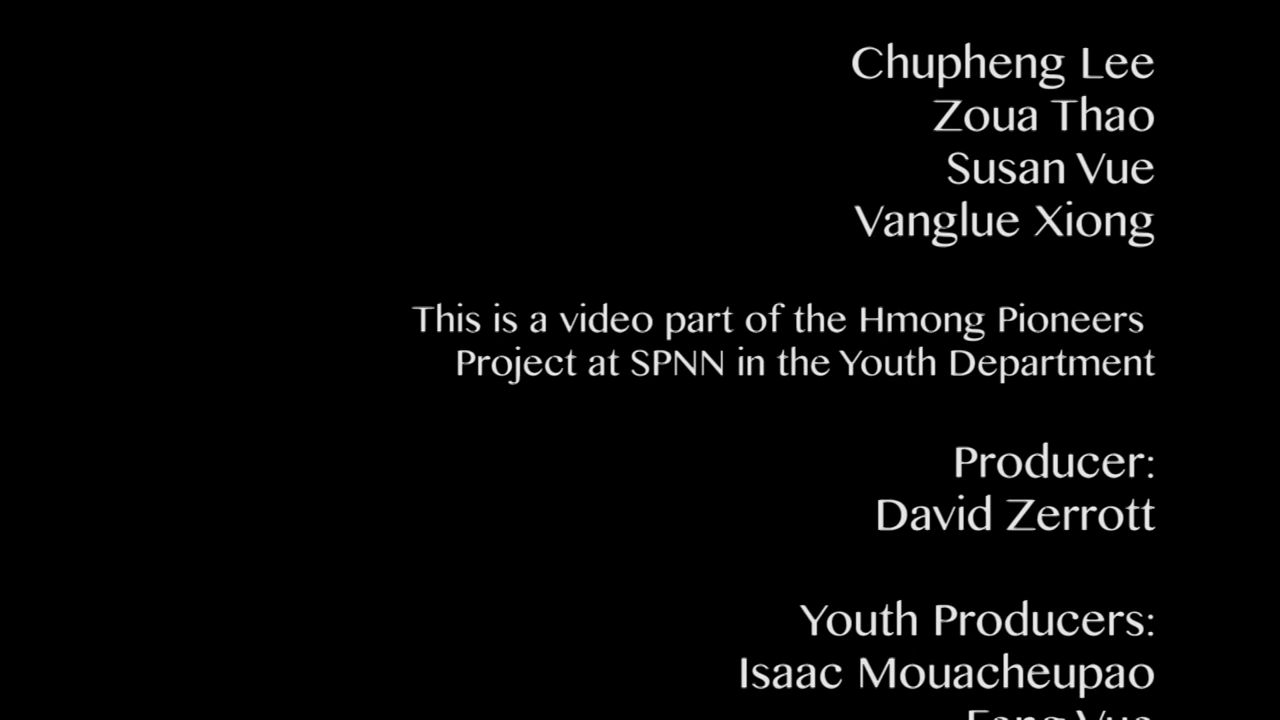 Chupheng Lee
Zoua Thao
Susan Vue
Vanglue Xiong
This is a video part of the Hmong Pioneers
Project at SPNN in the Youth Department
Producer:
David Zerrott
Youth Producers:
Isaac Mouacheupao